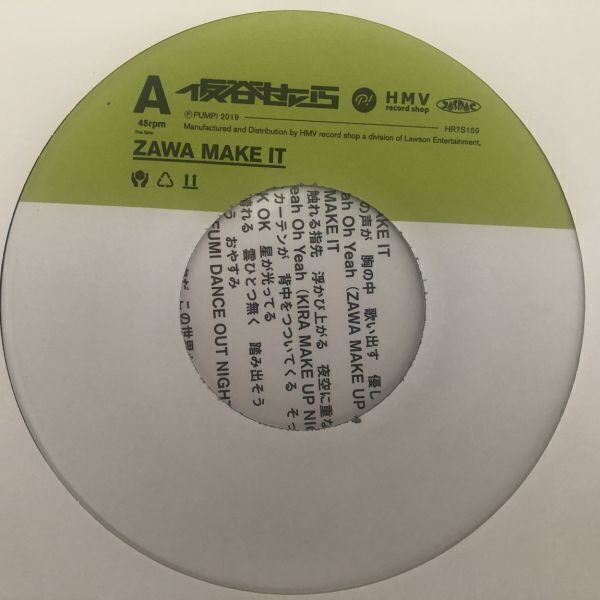 A
45rpm
This Side
仮谷せいら
P!
HMV
record shop
JASRAC
Ⓟ PUMP! 2019
HR7S159
Manufactured and Distribution by HMV record shop a division of Lawson Entertainment,
ZAWA MAKE IT
MAKE IT
の声が 胸の中 歌い出す 優し
eah Oh Yeah (ZAWA MAKE UP
MAKE IT
触れる指先 浮かび上がる 夜空に重な
eah Oh Yeah (KIRA MAKE UP NIG
カーテンが 背中をつついてくる そっ
K OK 星が光ってる
れる 雲ひとつ無く 踏み出そう
う おやすみ
FUMI DANCE OUT NIGHT
この世界